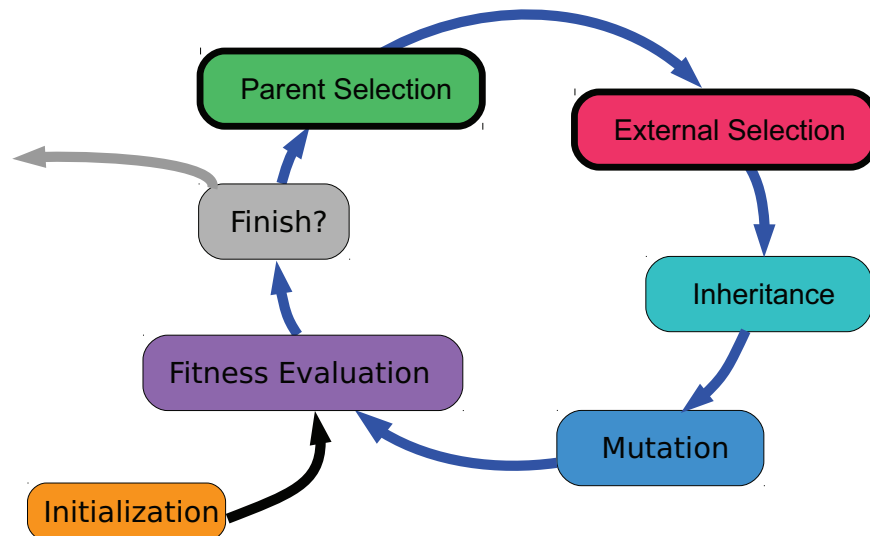 Parent Selection
External Selection
Finish?
Inheritance
Fitness Evaluation
Mutation
Initialization